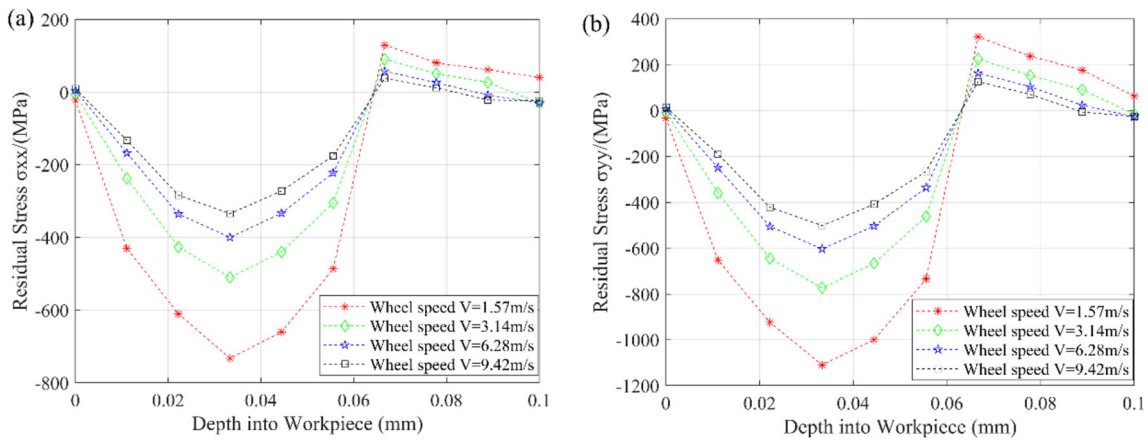 (a)
200
0
-200
-400
-600
-800
Residual Stress σxx/(MPa)
0
0.02
0.04
0.06
0.08
0.1
Depth into Workpiece (mm)
Wheel speed V=1.57m/s
Wheel speed V=3.14m/s
Wheel speed V=6.28m/s
Wheel speed V=9.42m/s
(b)
400
200
0
-200
-400
-600
-800
-1000
-1200
Residual Stress σyy/(MPa)
0
0.02
0.04
0.06
0.08
0.1
Depth into Workpiece (mm)
Wheel speed V=1.57m/s
Wheel speed V=3.14m/s
Wheel speed V=6.28m/s
Wheel speed V=9.42m/s